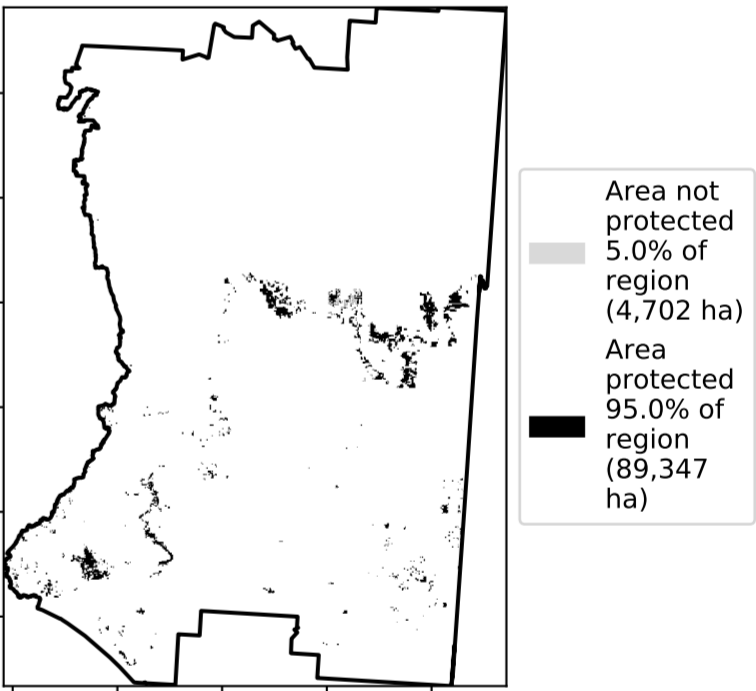 Area not
protected
5.0% of
region
(4,702 ha)
Area
protected
95.0% of
region
(89,347
ha)